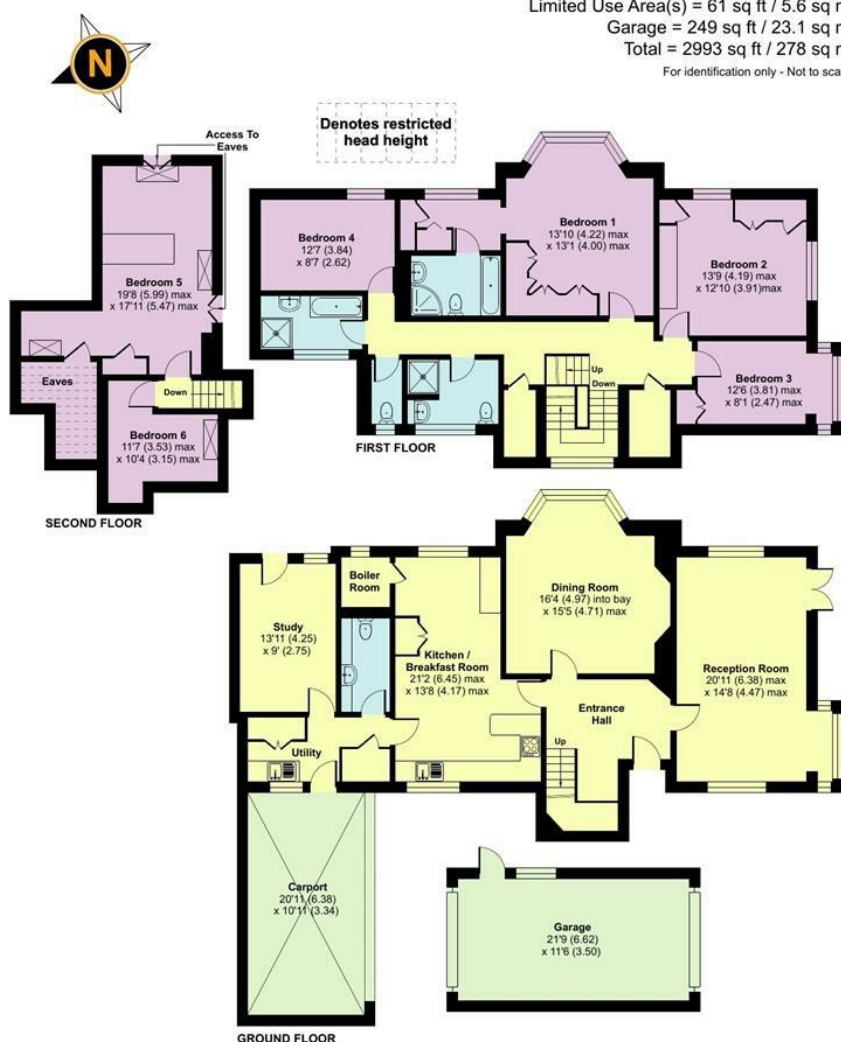 Limited Use Area(s) = 61 sq ft / 5.6 sq m
Garage = 249 sq ft / 23.1 sq m
Total = 2993 sq ft / 278 sq m
For identification only - Not to sca
N
Denotes restricted
head height
Access To
Eaves
Bedroom 5
19'8 (5.99) max
x 17'11 (5.47) max
Eaves
Down
Bedroom 6
11'7 (3.53) max
x 10'4 (3.15) max
SECOND FLOOR
Bedroom 4
12'7 (3.84)
x 8'7 (2.62)
Bedroom 1
13'10 (4.22) max
x 13'1 (4.00) max
Bedroom 2
13'9 (4.19) max
x 12'10 (3.91)max
Up
Down
Bedroom 3
12'6 (3.81) max
x 8'1 (2.47) max
FIRST FLOOR
Boiler
Room
Study
13'11 (4.25)
x 9' (2.75)
Kitchen /
Breakfast Room
21'2 (6.45) max
x 13'8 (4.17) max
Dining Room
16'4 (4.97) into bay
x 15'5 (4.71) max
Reception Room
20'11 (6.38) max
x 14'8 (4.47) max
Entrance
Hall
Up
Utility
Carport
20'11 (6.38)
x 10'11 (3.34)
Garage
21'9 (6.62)
x 11'6 (3.50)
GROUND FLOOR